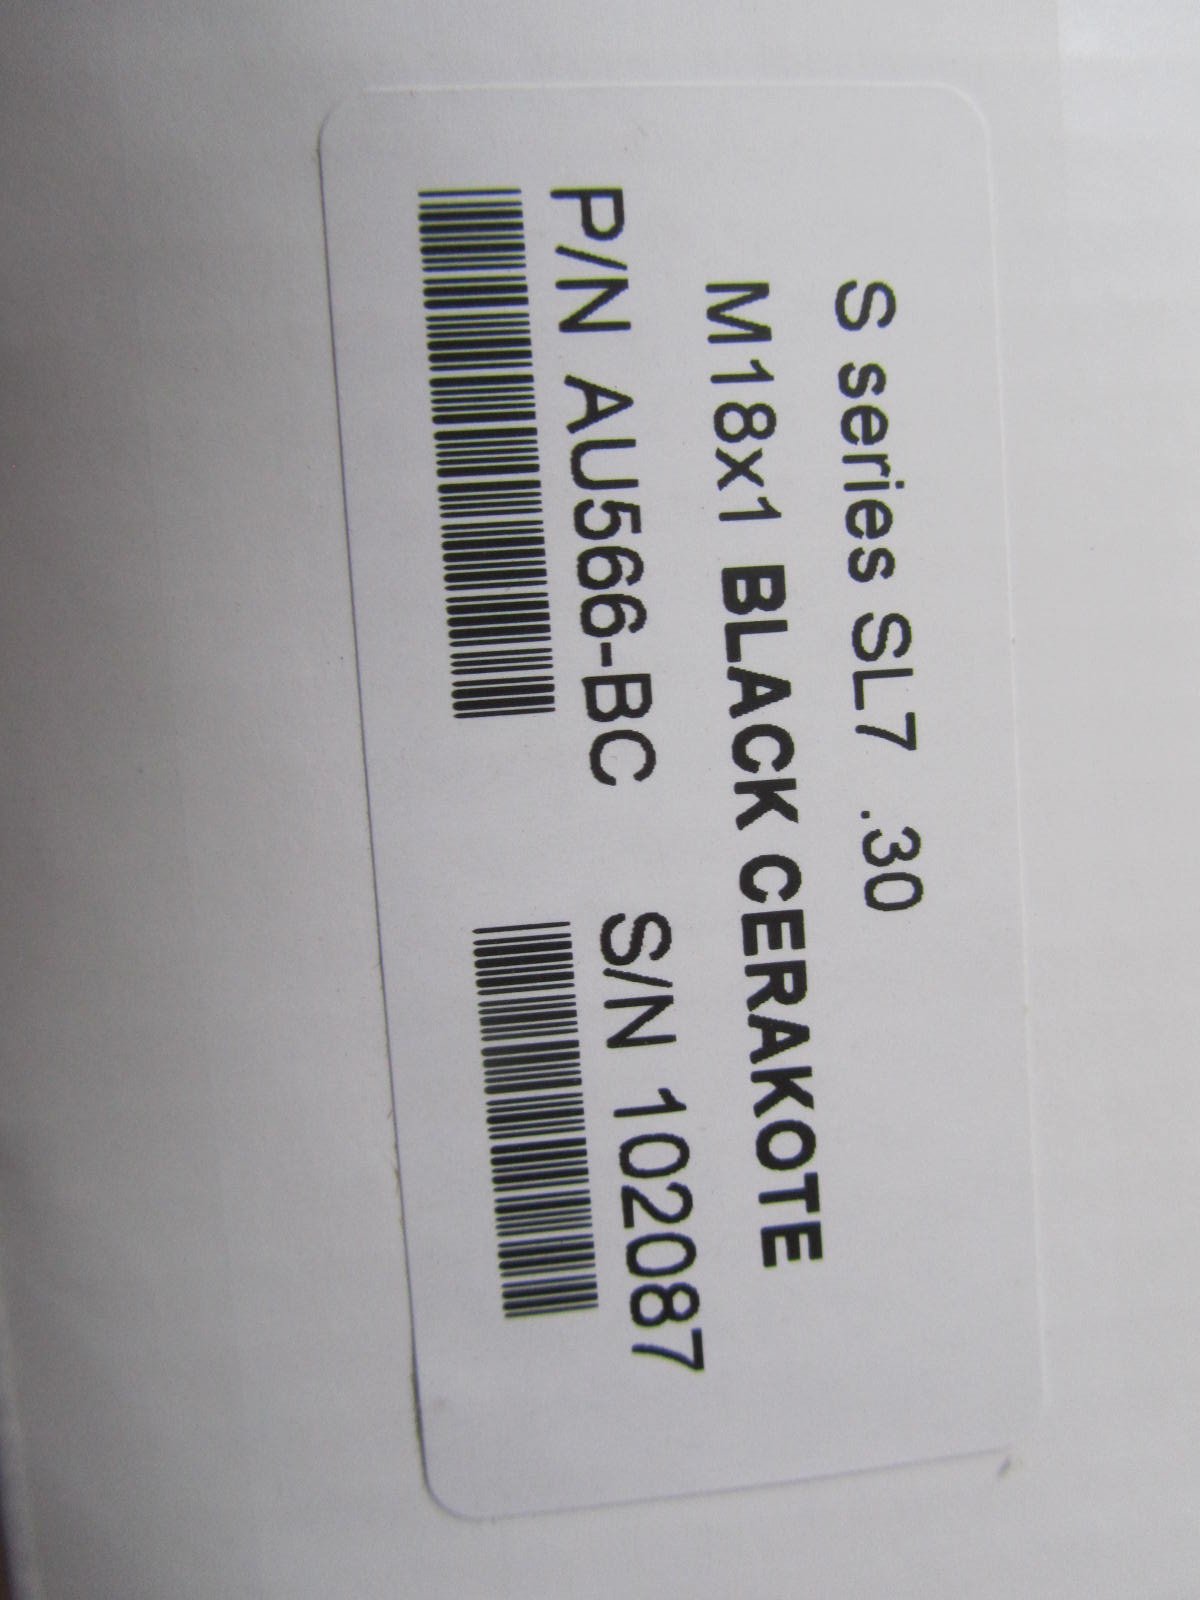 S series SL7 .30
M18x1 BLACK CERAKOTE
P/N AU566-BC S/N 102087